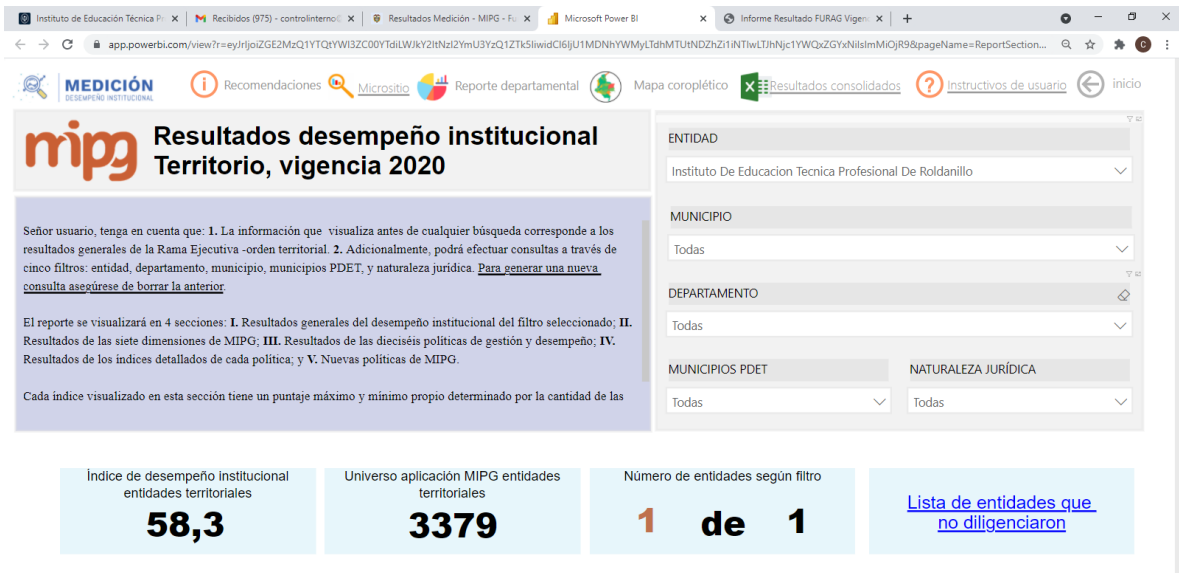 Instituto de Educación Técnica Pr
Recibidos (975) - controlinterno@
Resultados Medición - MIPG - Fu
Microsoft Power BI
Informe Resultado FURAG Vigen
MEDICIÓN
DESEMPEÑO INSTITUCIONAL
Recomendaciones
Micrositio
Reporte departamental
Mapa coroplético
Resultados consolidados
Instructivos de usuario
inicio
mipg
Resultados desempeño institucional
Territorio, vigencia 2020
Señor usuario, tenga en cuenta que: 1. La información que visualiza antes de cualquier búsqueda corresponde a los
resultados generales de la Rama Ejecutiva -orden territorial. 2. Adicionalmente, podrá efectuar consultas a través de
cinco filtros: entidad, departamento, municipio, municipios PDET, y naturaleza jurídica. Para generar una nueva
consulta asegúrese de borrar la anterior.
El reporte se visualizará en 4 secciones: I. Resultados generales del desempeño institucional del filtro seleccionado; II.
Resultados de las siete dimensiones de MIPG; III. Resultados de las dieciséis políticas de gestión y desempeño; IV.
Resultados de los índices detallados de cada política; y V. Nuevas políticas de MIPG.
Cada índice visualizado en esta sección tiene un puntaje máximo y mínimo propio determinado por la cantidad de las
ENTIDAD
Instituto De Educacion Tecnica Profesional De Roldanillo
MUNICIPIO
Todas
DEPARTAMENTO
Todas
MUNICIPIOS PDET
NATURALEZA JURÍDICA
Todas
Todas
Índice de desempeño institucional
entidades territoriales
58,3
Universo aplicación MIPG entidades
territoriales
3379
Número de entidades según filtro
1 de 1
Lista de entidades que
no diligenciaron